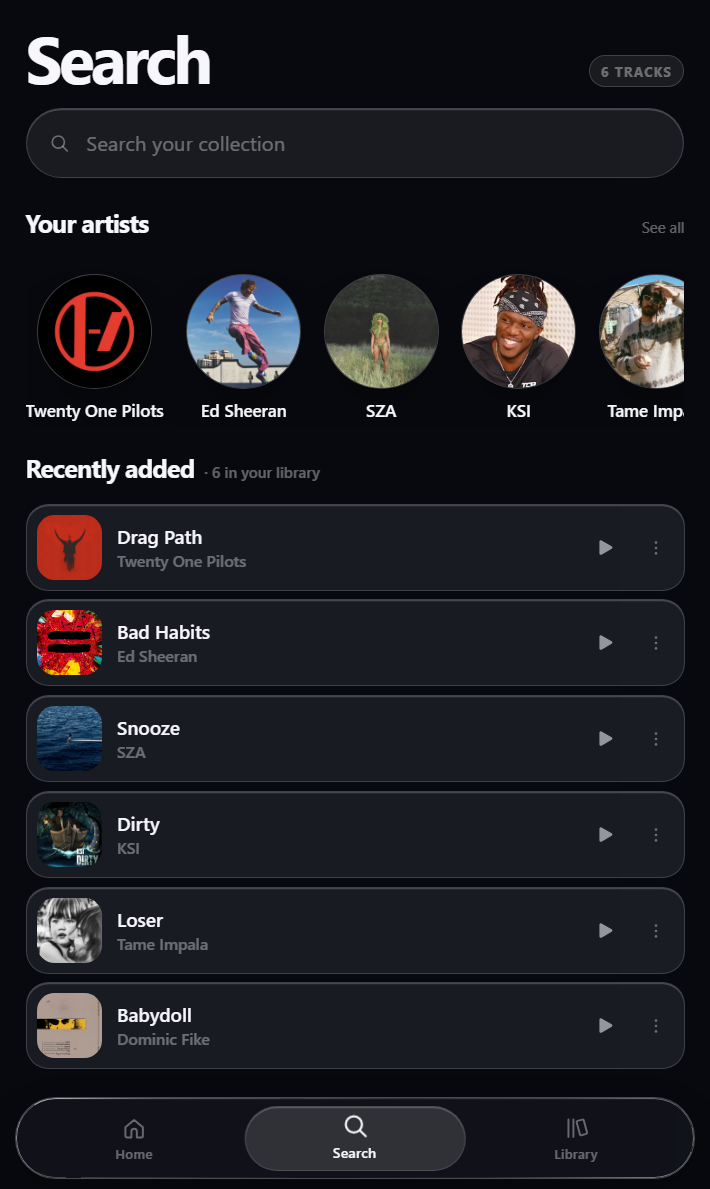 Search
6 TRACKS
Search your collection
Your artists
See all
Twenty One Pilots
Ed Sheeran
SZA
KSI
Tame Imp
Recently added · 6 in your library
Drag Path
Twenty One Pilots
Bad Habits
Ed Sheeran
Snooze
SZA
Dirty
KSI
DIRTY
Loser
Tame Impala
Babydoll
Dominic Fike
Home
Search
Library